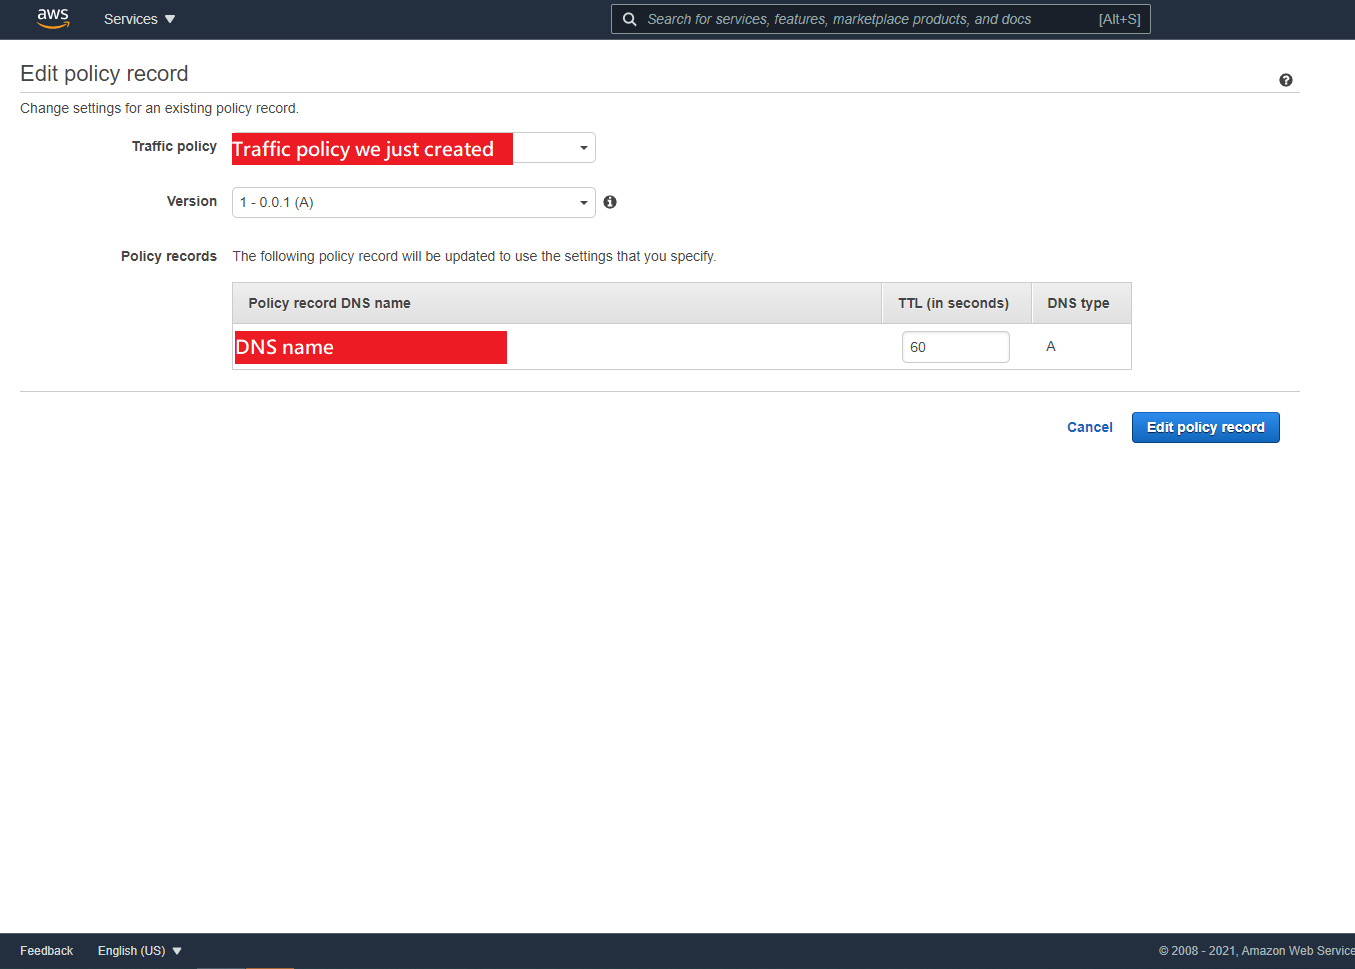 aws Services Search for services, features, marketplace products, and docs [Alt+S]
Edit policy record
Change settings for an existing policy record.
Traffic policy Traffic policy we just created
Version 1 - 0.0.1 (A)
Policy records The following policy record will be updated to use the settings that you specify.
Policy record DNS name TTL (in seconds) DNS type
DNS name 60 A
Cancel Edit policy record
Feedback English (US) © 2008 - 2021, Amazon Web Service